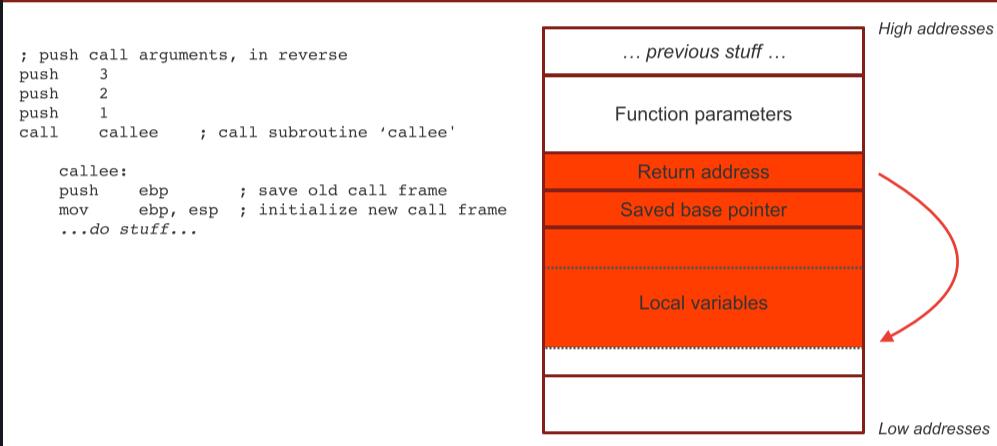 ; push call arguments, in reverse
push 3
push 2
push 1
call callee ; call subroutine ‘callee'
callee:
push ebp ; save old call frame
mov ebp, esp ; initialize new call frame
...do stuff...
High addresses
… previous stuff …
Function parameters
Return address
Saved base pointer
Local variables
Low addresses